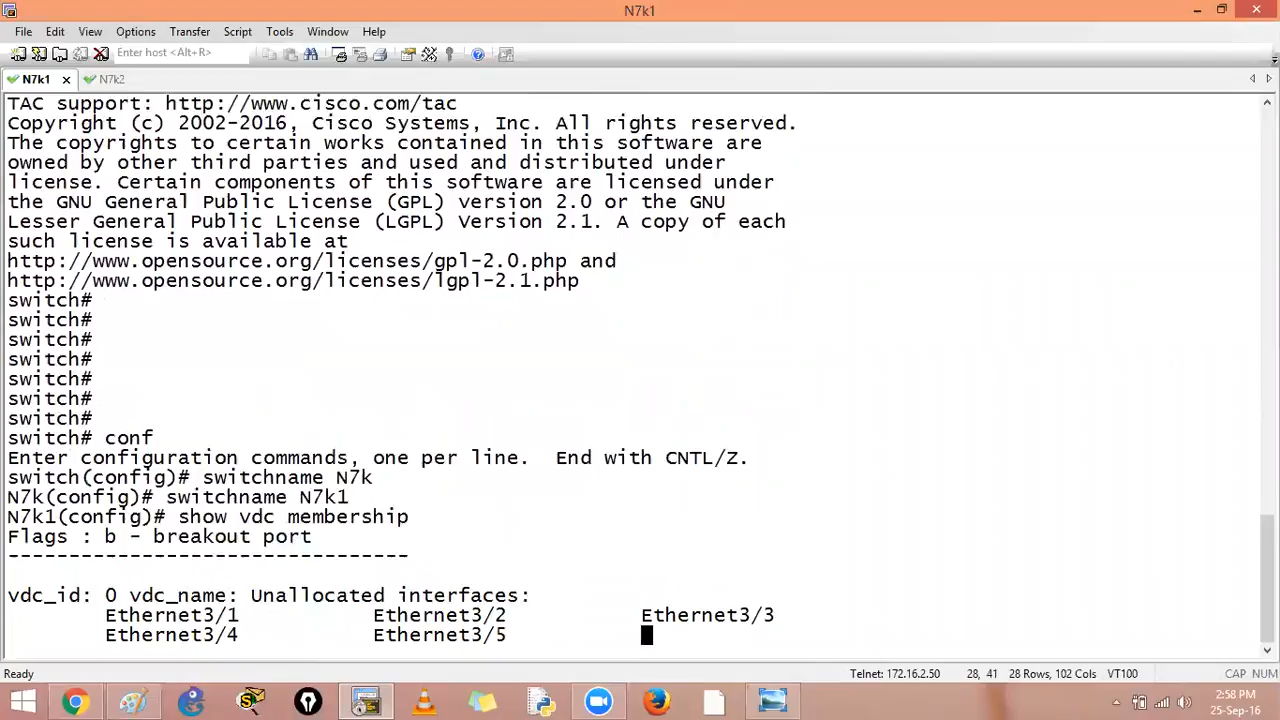 N7k1
File Edit View Options Transfer Script Tools Window Help
Enter host <Alt+R>
N7k1 N7k2
TAC support: http://www.cisco.com/tac
Copyright (c) 2002-2016, Cisco Systems, Inc. All rights reserved.
The copyrights to certain works contained in this software are
owned by other third parties and used and distributed under
license. Certain components of this software are licensed under
the GNU General Public License (GPL) version 2.0 or the GNU
Lesser General Public License (LGPL) Version 2.1. A copy of each
such license is available at
http://www.opensource.org/licenses/gpl-2.0.php and
http://www.opensource.org/licenses/lgpl-2.1.php
switch#
switch#
switch#
switch#
switch#
switch#
switch#
switch# conf
Enter configuration commands, one per line.  End with CNTL/Z.
switch(config)# switchname N7k
N7k(config)# switchname N7k1
N7k1(config)# show vdc membership
Flags : b - breakout port
---------------------------------
vdc_id: 0 vdc_name: Unallocated interfaces:
Ethernet3/1 Ethernet3/2 Ethernet3/3
Ethernet3/4 Ethernet3/5
Ready Telnet: 172.16.2.50 28, 41 28 Rows, 102 Cols VT100 CAP NUM
2:58 PM
25-Sep-16